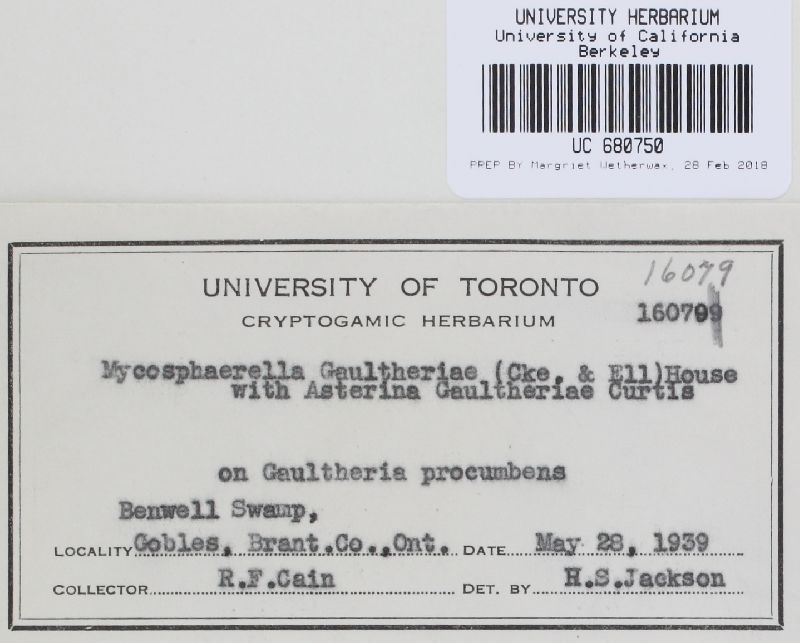 UNIVERSITY HERBARIUM
University of California
Berkeley
UC 680750
PREP BY Margriet Wetherwax, 28 Feb 2018
16079
UNIVERSITY OF TORONTO
CRYPTOGAMIC HERBARIUM
160799
Mycosphaerella Gaultheriae (Cke. & Ell)House
with Asterina Gaultheriae Curtis
on Gaultheria procumbens
Benwell Swamp,
LOCALITY Gobles, Brant.Co.,Ont. DATE May 28, 1939
COLLECTOR R.F.Cain DET. BY H.S.Jackson